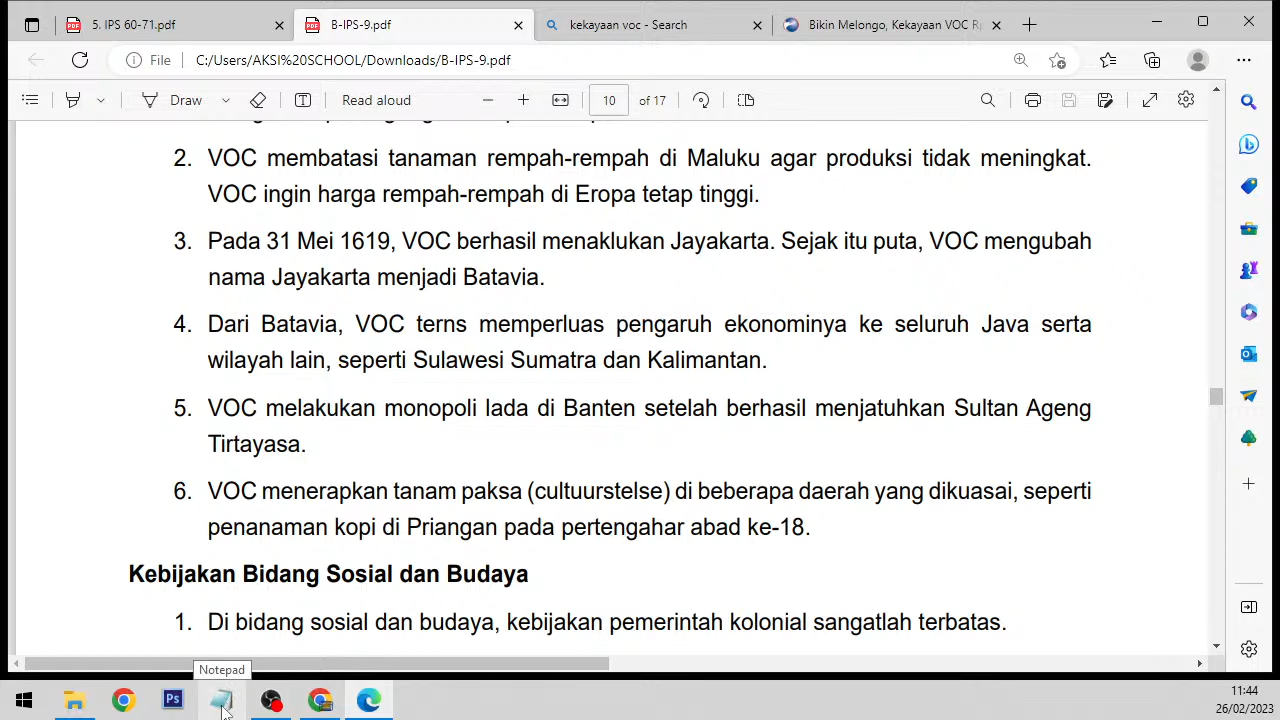 5. IPS 60-71.pdf
B-IPS-9.pdf
kekayaan voc - Search
Bikin Melongo, Kekayaan VOC Rp
File
C:/Users/AKSI%20SCHOOL/Downloads/B-IPS-9.pdf
Draw
Read aloud
10
of 17
2. VOC membatasi tanaman rempah-rempah di Maluku agar produksi tidak meningkat.
VOC ingin harga rempah-rempah di Eropa tetap tinggi.
3. Pada 31 Mei 1619, VOC berhasil menaklukan Jayakarta. Sejak itu puta, VOC mengubah
nama Jayakarta menjadi Batavia.
4. Dari Batavia, VOC terns memperluas pengaruh ekonominya ke seluruh Java serta
wilayah lain, seperti Sulawesi Sumatra dan Kalimantan.
5. VOC melakukan monopoli lada di Banten setelah berhasil menjatuhkan Sultan Ageng
Tirtayasa.
6. VOC menerapkan tanam paksa (cultuurstelse) di beberapa daerah yang dikuasai, seperti
penanaman kopi di Priangan pada pertengahar abad ke-18.
Kebijakan Bidang Sosial dan Budaya
1. Di bidang sosial dan budaya, kebijakan pemerintah kolonial sangatlah terbatas.
Notepad
Ps
11:44
26/02/2023